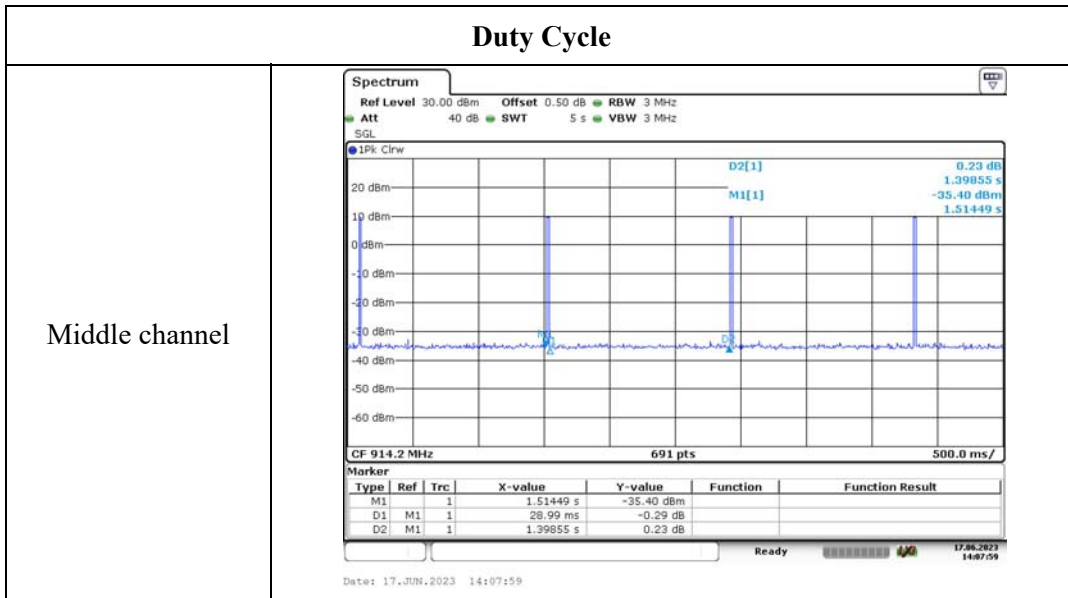 Duty Cycle
Middle channel
Spectrum
Ref Level 30.00 dBm Offset 0.50 dB RBW 3 MHz
Att 40 dB SWT 5 s VBW 3 MHz
SGL
1Pk Clrw
D2[1] 0.23 dB
1.39855 s
M1[1] -35.40 dBm
1.51449 s
20 dBm
10 dBm
0 dBm
-10 dBm
-20 dBm
-30 dBm
-40 dBm
-50 dBm
-60 dBm
CF 914.2 MHz 691 pts 500.0 ms/
Marker
Type Ref Trc X-value Y-value Function Function Result
M1 1 1.51449 s -35.40 dBm
D1 M1 1 28.99 ms -0.29 dB
D2 M1 1 1.39855 s 0.23 dB
Ready 17.06.2023
14:07:59
Date: 17.JUN.2023 14:07:59